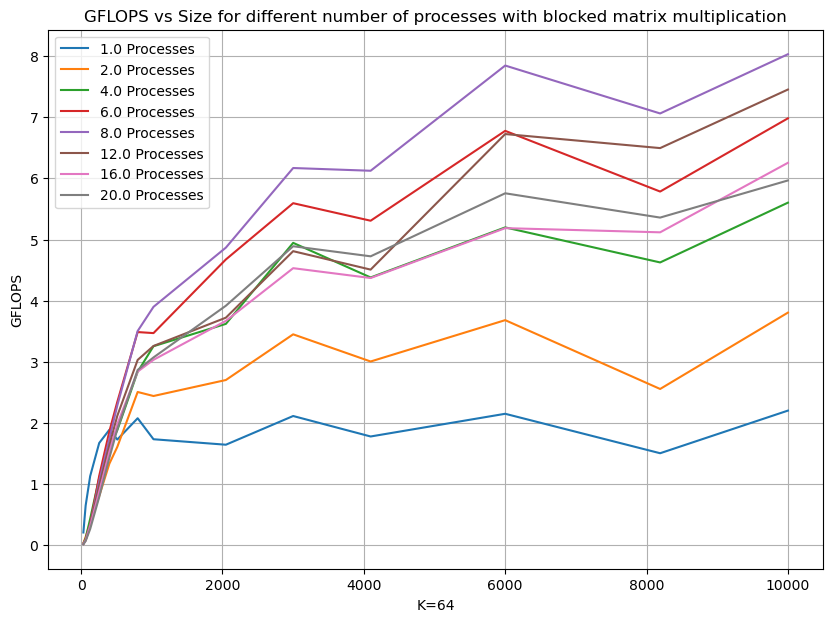 GFLOPS vs Size for different number of processes with blocked matrix multiplication
1.0 Processes
2.0 Processes
4.0 Processes
6.0 Processes
8.0 Processes
12.0 Processes
16.0 Processes
20.0 Processes
GFLOPS
8
7
6
5
4
3
2
1
0
0 2000 4000 6000 8000 10000
K=64